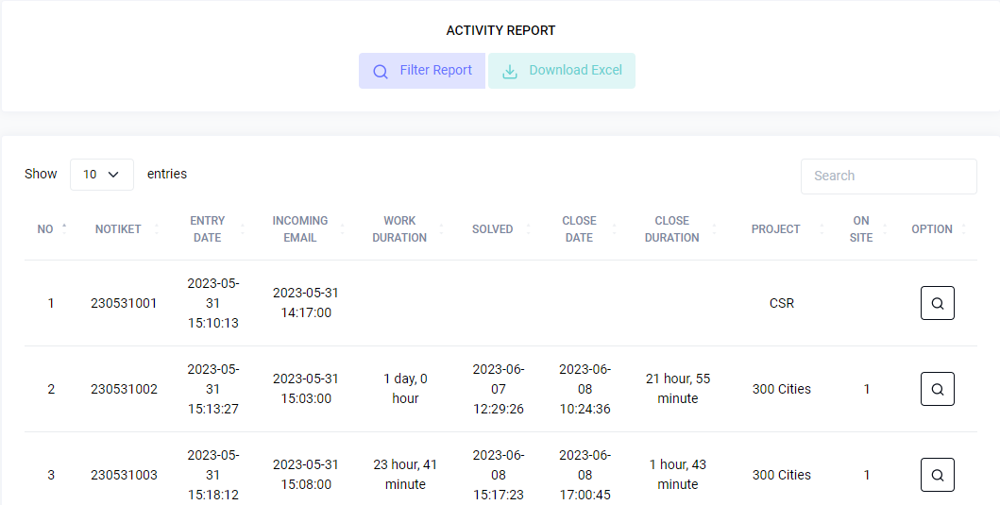 ACTIVITY REPORT
Filter Report Download Excel
Show 10 entries Search
NO NOTIKET ENTRY DATE INCOMING EMAIL WORK DURATION SOLVED CLOSE DATE CLOSE DURATION PROJECT ON SITE OPTION
1 230531001 2023-05-31 15:10:13 2023-05-31 14:17:00 CSR
2 230531002 2023-05-31 15:13:27 2023-05-31 15:03:00 1 day, 0 hour 2023-06-07 12:29:26 2023-06-08 10:24:36 21 hour, 55 minute 300 Cities 1
3 230531003 2023-05-31 15:18:12 2023-05-31 15:08:00 23 hour, 41 minute 2023-06-08 15:17:23 2023-06-08 17:00:45 1 hour, 43 minute 300 Cities 1